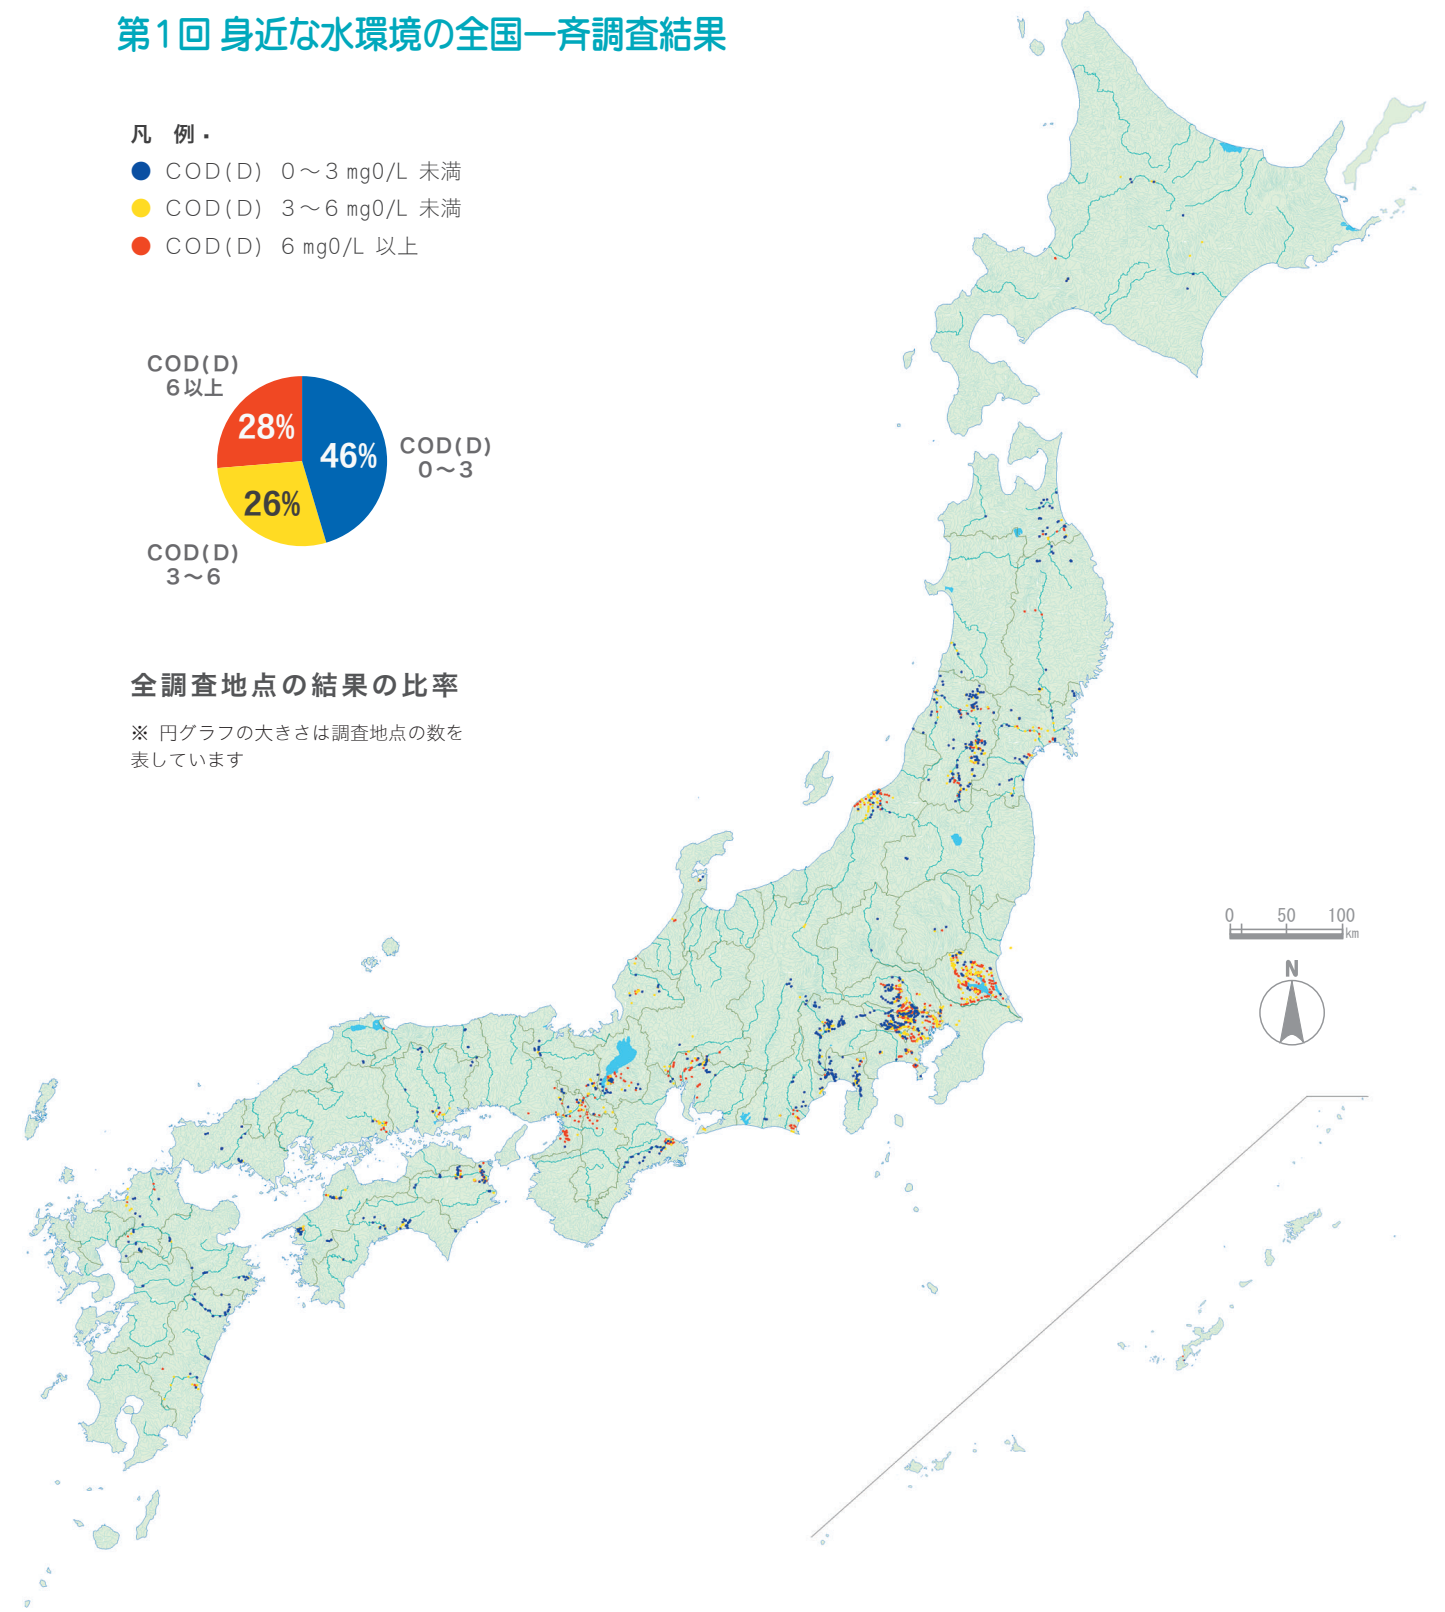 第1回 身近な水環境の全国一斉調査結果
凡 例
COD(D) 0〜3 mgO/L 未満
COD(D) 3〜6 mgO/L 未満
COD(D) 6 mgO/L 以上
COD(D)
6以上
28%
46%
COD(D)
0〜3
26%
COD(D)
3〜6
全調査地点の結果の比率
※ 円グラフの大きさは調査地点の数を
表しています
0 50 100
km
N